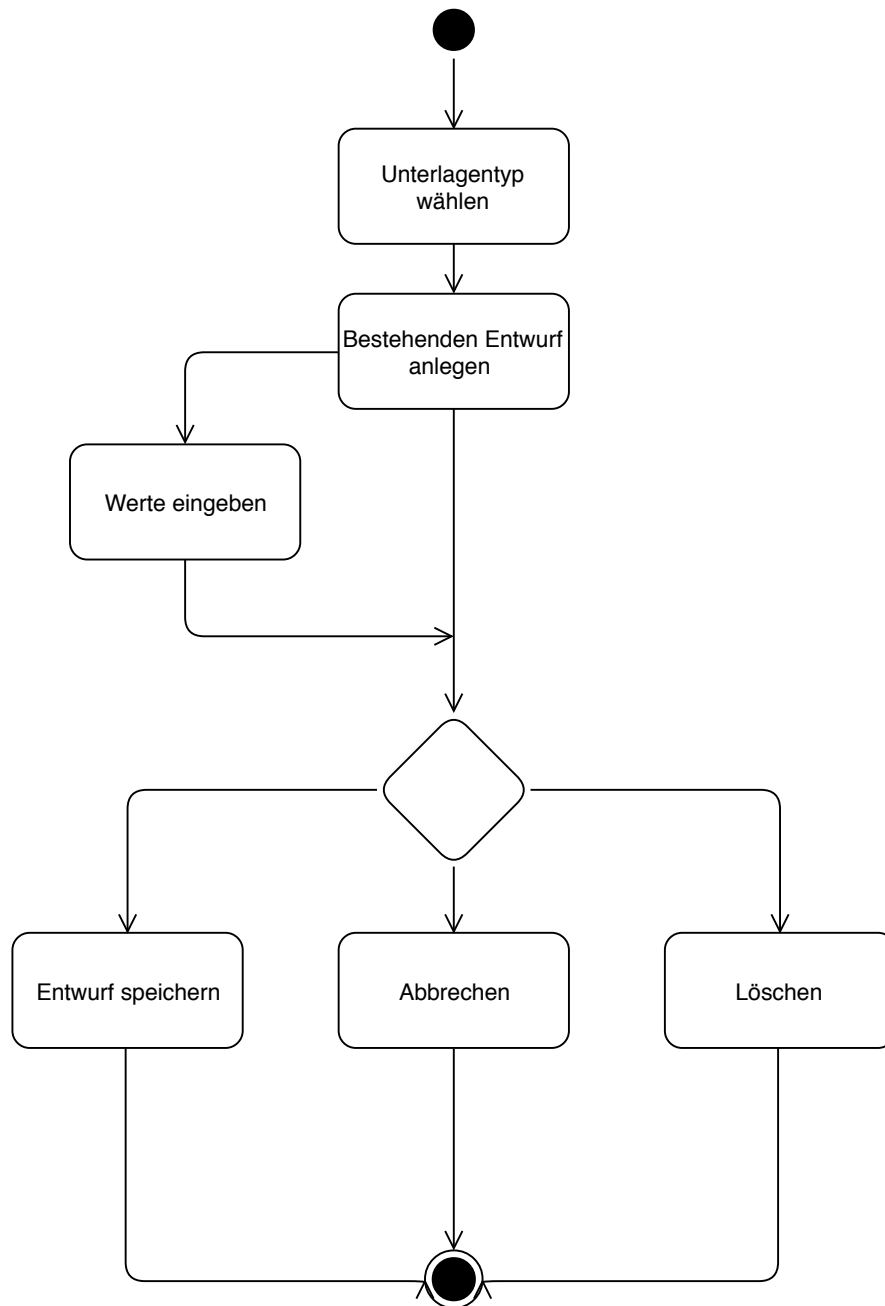 Unterlagentyp
wählen
Bestehenden Entwurf
anlegen
Werte eingeben
Entwurf speichern
Abbrechen
Löschen